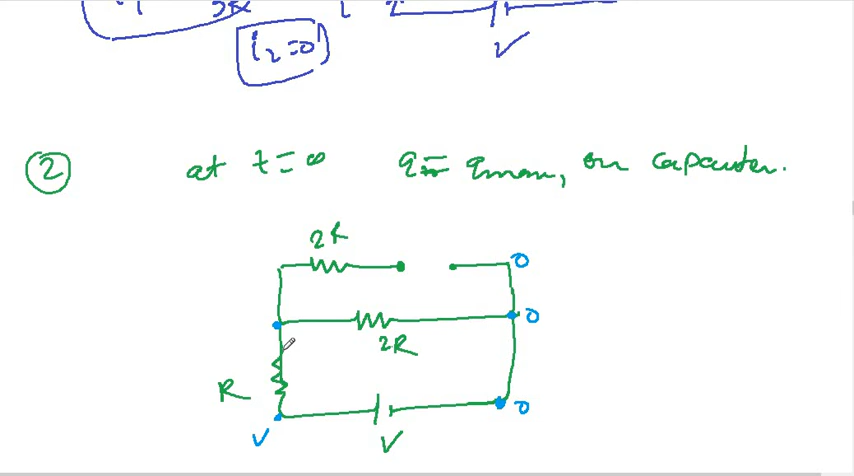 i₂=0
V
② at t=∞ q= qmax, on capacitor.
2R
0
0
2R
R
0
V
V